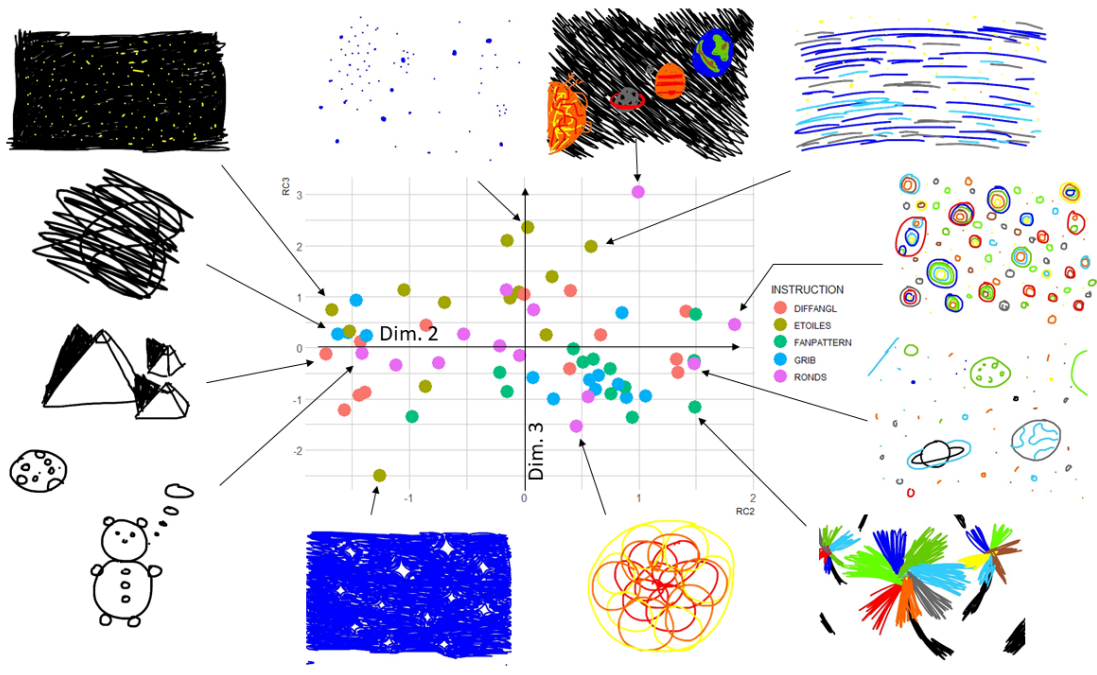 RC3
3
2
1
0
-1
-2
Dim. 2
Dim. 3
-1
0
1
2
RC2
INSTRUCTION
DIFFANGL
ETOILES
FANPATTERN
GRIB
RONDS